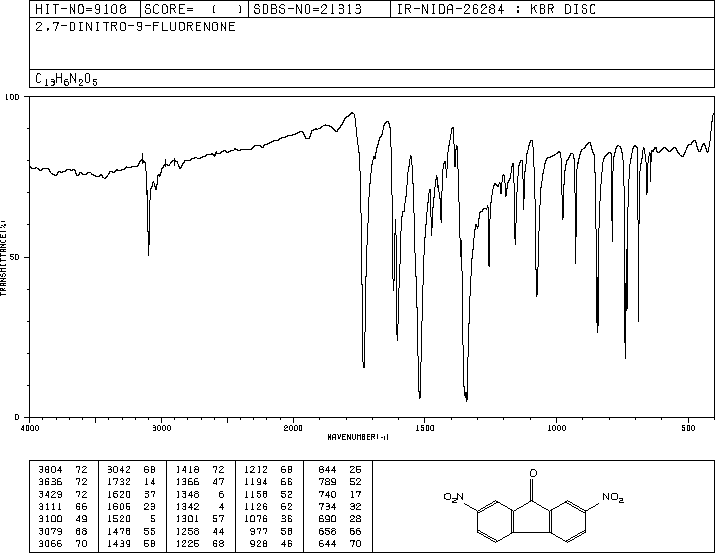 HIT-NO=9108 SCORE= ( ) SDBS-NO=21313 IR-NIDA-26284 : KBR DISC
2,7-DINITRO-9-FLUORENONE
C13H6N2O5
100
50
0
TRANSMITTANCE(%)
4000 3000 2000 1500 1000 500
WAVENUMBER(-1)
3804 72 3042 68 1418 72 1212 68 844 25
3636 72 1732 14 1366 47 1194 66 789 52
3429 72 1620 37 1348 6 1158 52 740 17
3111 66 1605 23 1342 4 1126 62 734 32
3100 49 1520 5 1301 57 1076 36 690 28
3079 68 1478 55 1258 44 977 58 658 66
3066 70 1439 58 1225 68 928 46 644 70
O
NO2 NO2